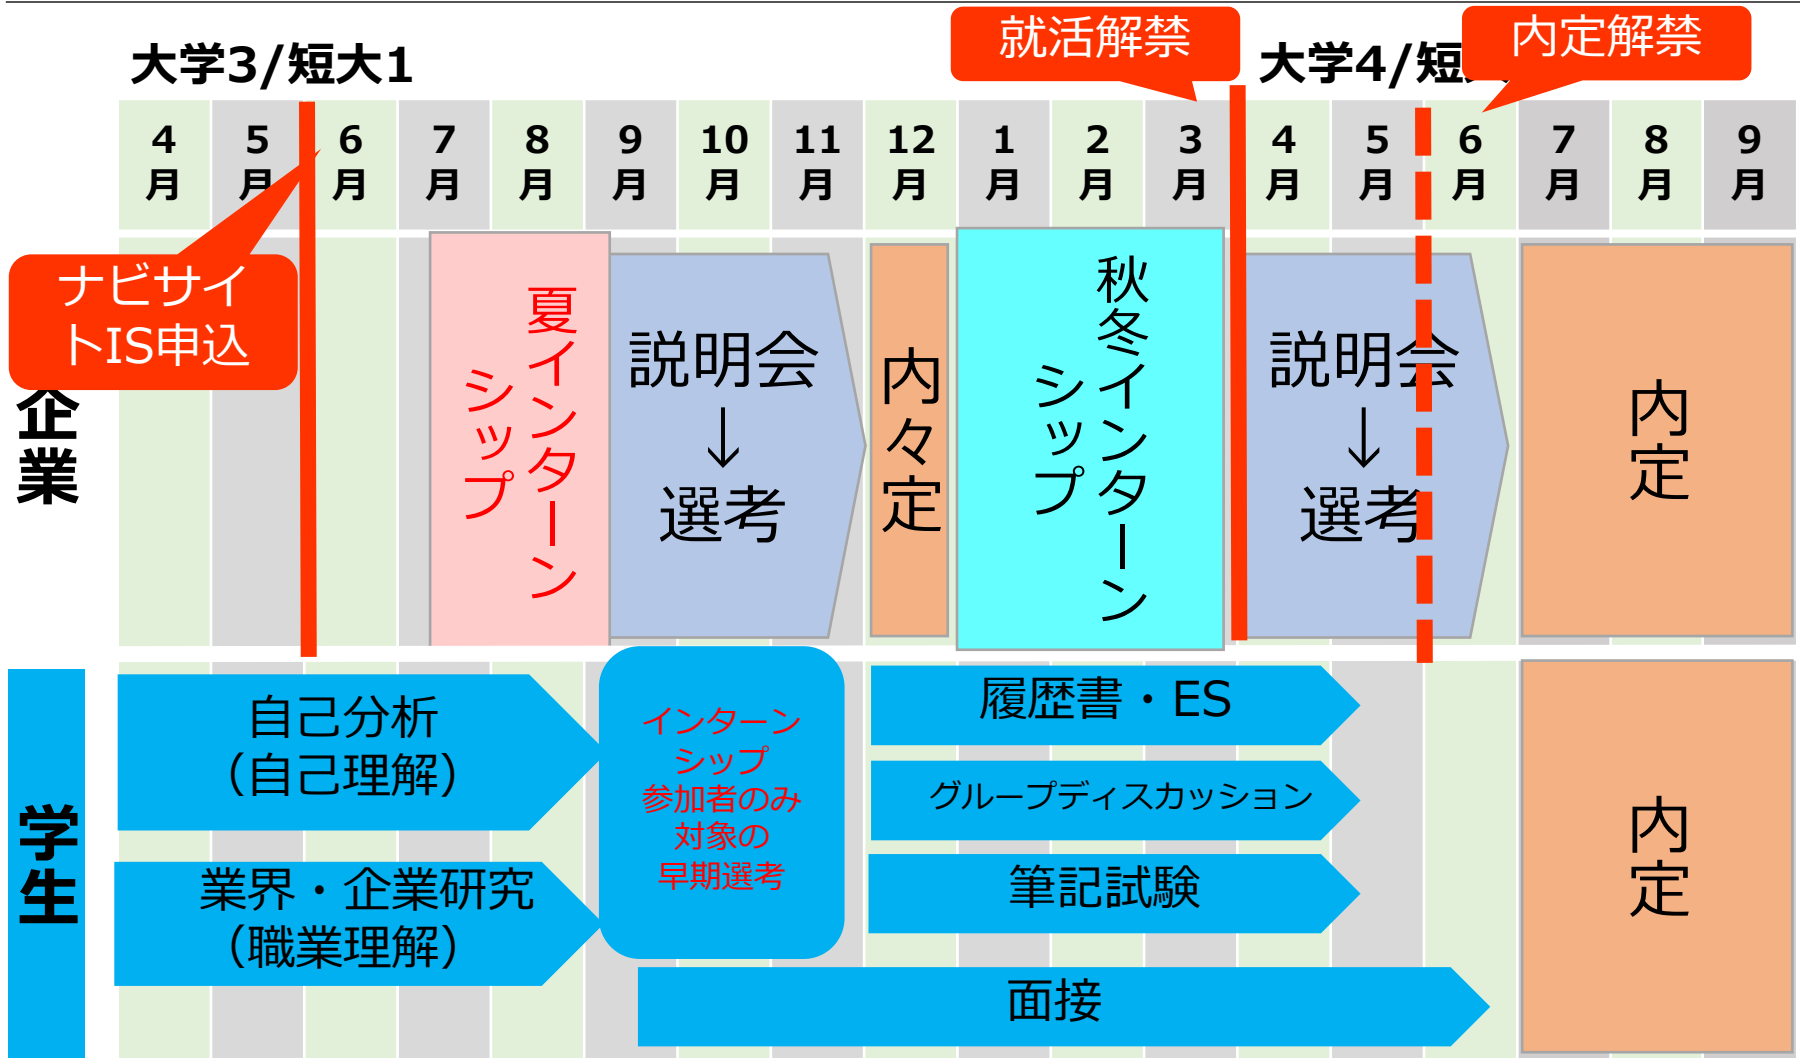 就活解禁
内定解禁
大学3/短大1
大学4/短
4
月
5
月
6
月
7
月
8
月
9
月
10
月
11
月
12
月
1
月
2
月
3
月
4
月
5
月
6
月
7
月
8
月
9
月
ナビサイ
トIS申込
企業
夏インターン
シップ
説明会
↓
選考
内々定
秋冬インターン
シップ
説明会
↓
選考
内定
学生
自己分析
（自己理解）
業界・企業研究
（職業理解）
インターン
シップ
参加者のみ
対象の
早期選考
履歴書・ES
グループディスカッション
筆記試験
面接
内定